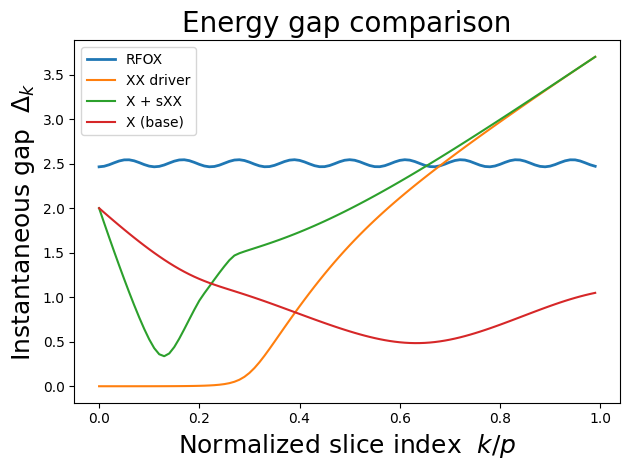 Energy gap comparison
RFOX
XX driver
X + sXX
X (base)
Instantaneous gap Δₖ
3.5
3.0
2.5
2.0
1.5
1.0
0.5
0.0
0.0 0.2 0.4 0.6 0.8 1.0
Normalized slice index k/p